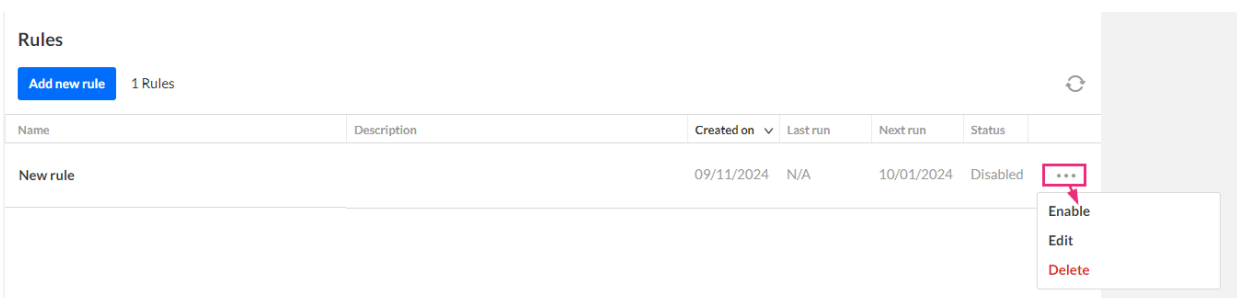 Rules
Add new rule 1 Rules
Name Description Created on Last run Next run Status
New rule 09/11/2024 N/A 10/01/2024 Disabled
Enable
Edit
Delete